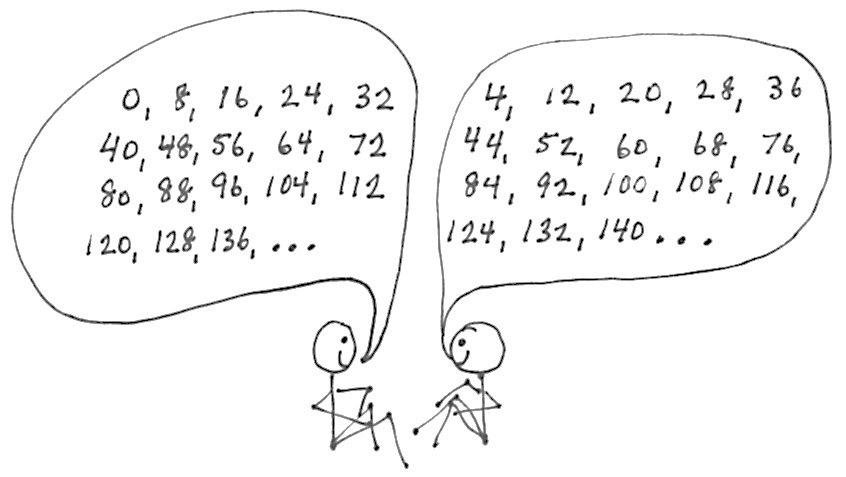 0, 8, 16, 24, 32
40, 48, 56, 64, 72
80, 88, 96, 104, 112
120, 128, 136, ...
4, 12, 20, 28, 36
44, 52, 60, 68, 76,
84, 92, 100, 108, 116,
124, 132, 140 ...